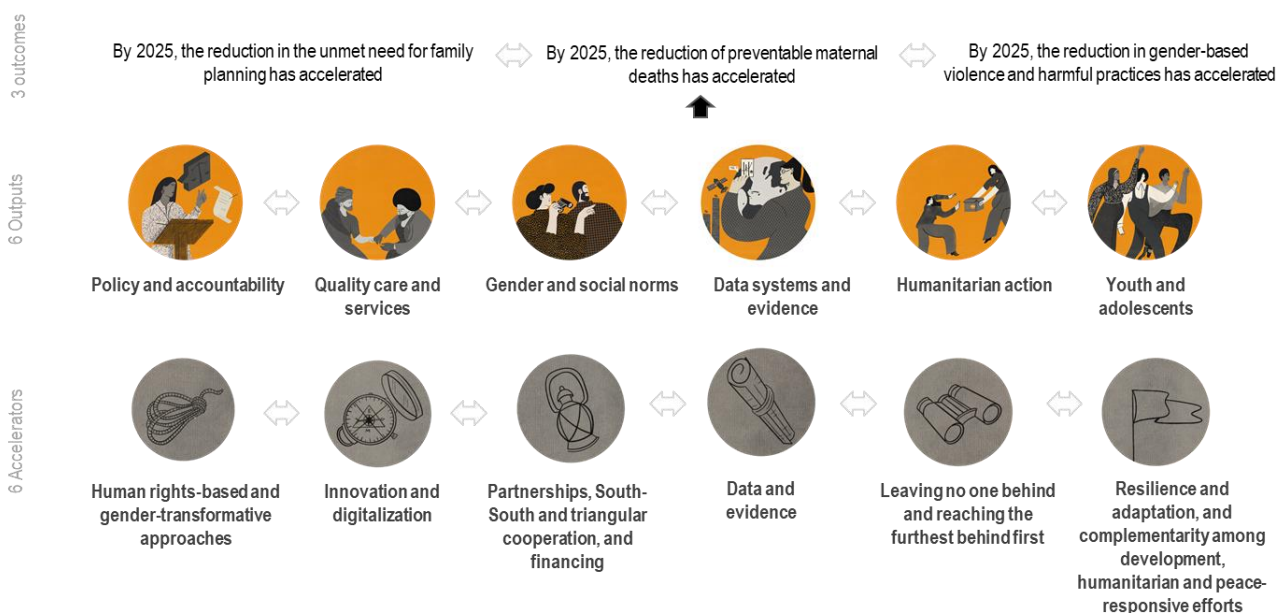 3 outcomes
By 2025, the reduction in the unmet need for family
planning has accelerated
By 2025, the reduction of preventable maternal
deaths has accelerated
By 2025, the reduction in gender-based
violence and harmful practices has accelerated
6 Outputs
Policy and accountability
Quality care and
services
Gender and social norms
Data systems and
evidence
Humanitarian action
Youth and
adolescents
6 Accelerators
Human rights-based and
gender-transformative
approaches
Innovation and
digitalization
Partnerships, South-
South and triangular
cooperation, and
financing
Data and
evidence
Leaving no one behind
and reaching the
furthest behind first
Resilience and
adaptation, and
complementarity among
development,
humanitarian and peace-
responsive efforts